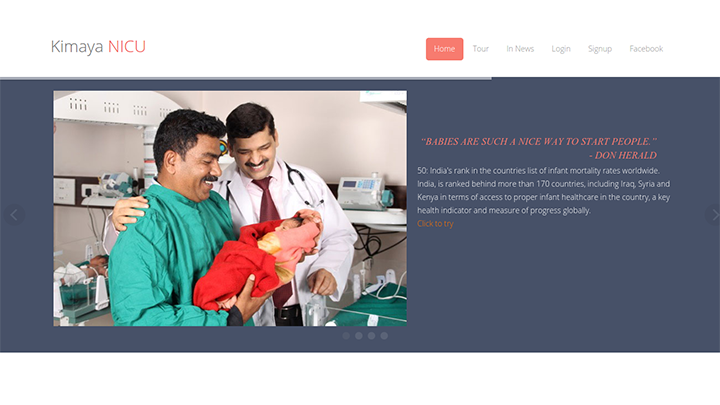 Kimaya NICU
Home Tour In News Login Signup Facebook
“BABIES ARE SUCH A NICE WAY TO START PEOPLE.”
- DON HERALD
50: India's rank in the countries list of infant mortality rates worldwide.
India, is ranked behind more than 170 countries, including Iraq, Syria and
Kenya in terms of access to proper infant healthcare in the country, a key
health indicator and measure of progress globally.
Click to try